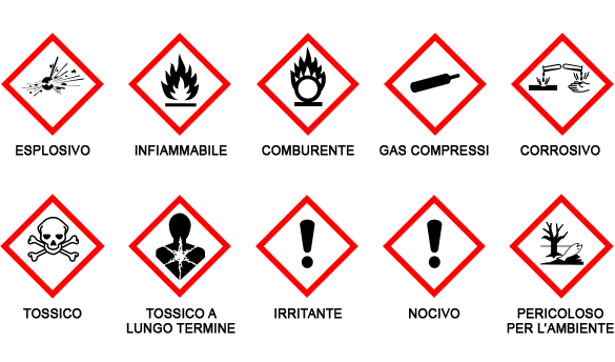 ESPLOSIVO
INFIAMMABILE
COMBURENTE
GAS COMPRESSI
CORROSIVO
TOSSICO
TOSSICO A
LUNGO TERMINE
IRRITANTE
NOCIVO
PERICOLOSO
PER L'AMBIENTE